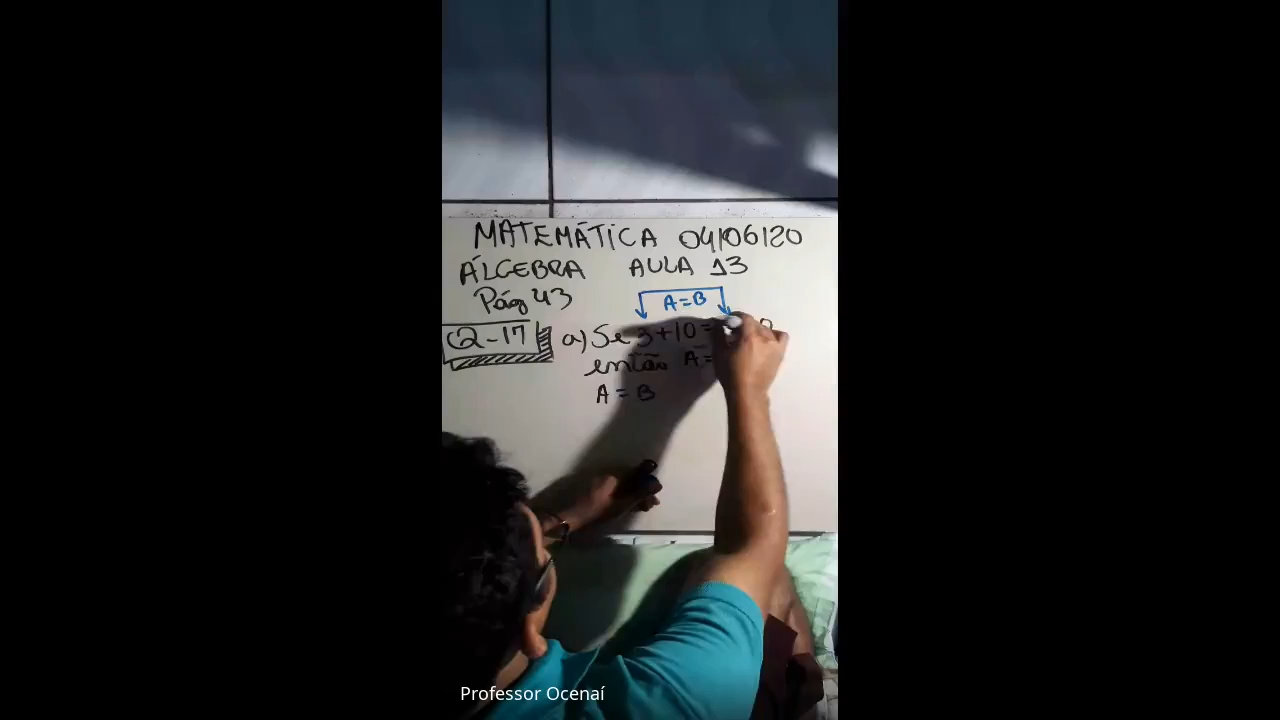 MATEMÁTICA 04/06/20
ÁLGEBRA AULA 13
Pág 43
A=B
Q-17 a) Se 3+10=
então A=
A = B
Professor Ocenaí